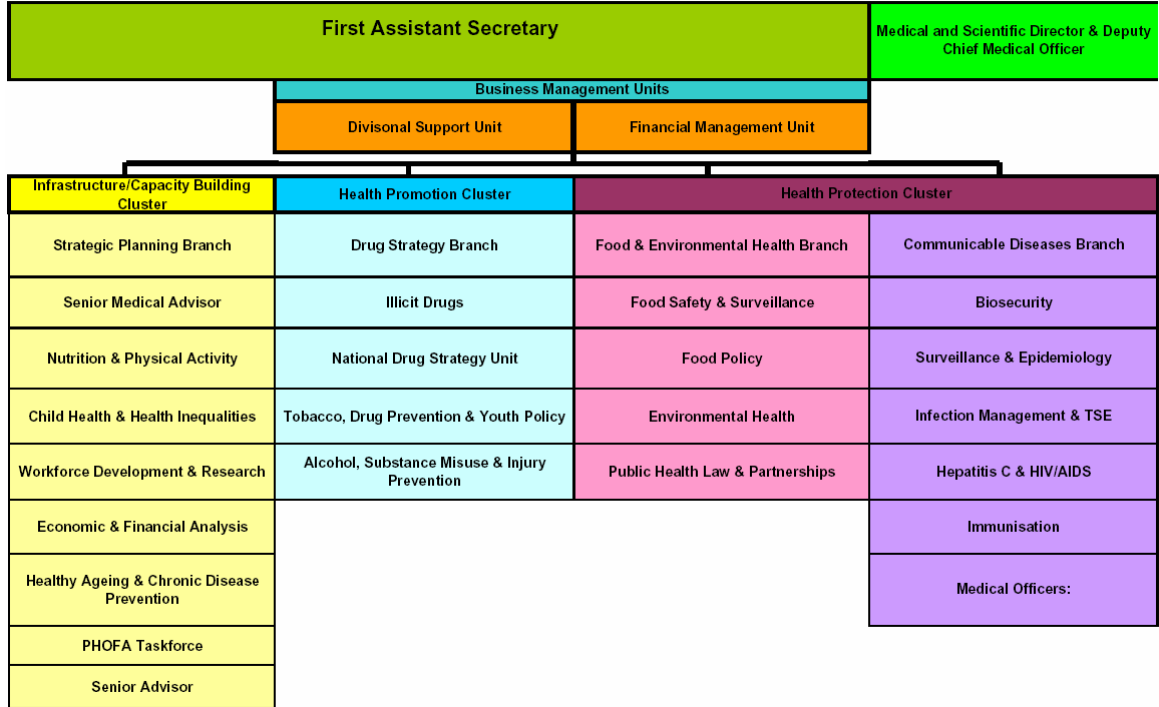 First Assistant Secretary
Medical and Scientific Director & Deputy
Chief Medical Officer
Business Management Units
Divisonal Support Unit
Financial Management Unit
Infrastructure/Capacity Building
Cluster
Health Promotion Cluster
Health Protection Cluster
Strategic Planning Branch
Drug Strategy Branch
Food & Environmental Health Branch
Communicable Diseases Branch
Senior Medical Advisor
Illicit Drugs
Food Safety & Surveillance
Biosecurity
Nutrition & Physical Activity
National Drug Strategy Unit
Food Policy
Surveillance & Epidemiology
Child Health & Health Inequalities
Tobacco, Drug Prevention & Youth Policy
Environmental Health
Infection Management & TSE
Workforce Development & Research
Alcohol, Substance Misuse & Injury
Prevention
Public Health Law & Partnerships
Hepatitis C & HIV/AIDS
Economic & Financial Analysis
Immunisation
Healthy Ageing & Chronic Disease
Prevention
Medical Officers:
PHOFA Taskforce
Senior Advisor